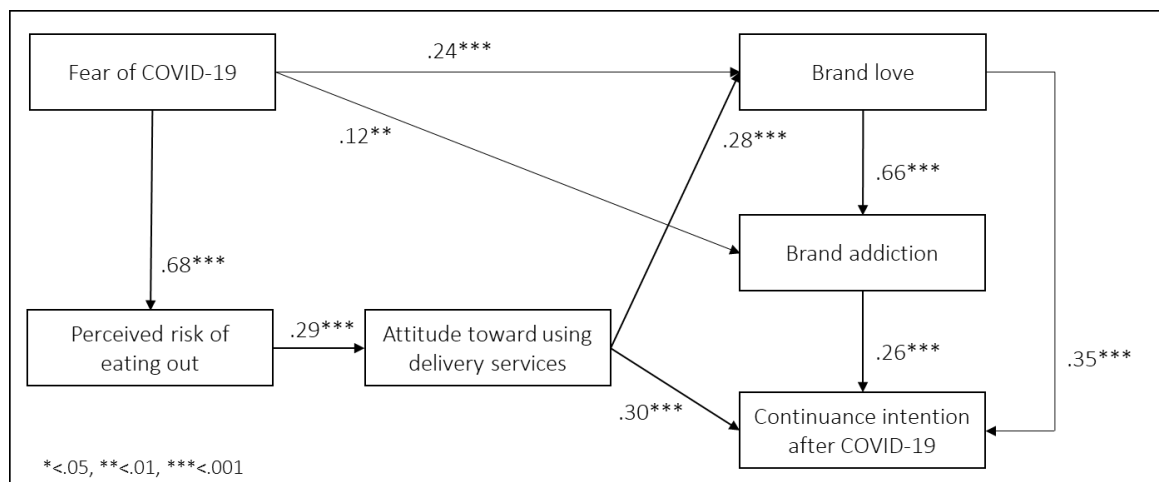 Fear of COVID-19
.24***
Brand love
.12**
.28***
.66***
Brand addiction
.68***
Perceived risk of
eating out
.29***
Attitude toward using
delivery services
.26***
.35***
.30***
Continuance intention
after COVID-19
*<.05, **<.01, ***<.001